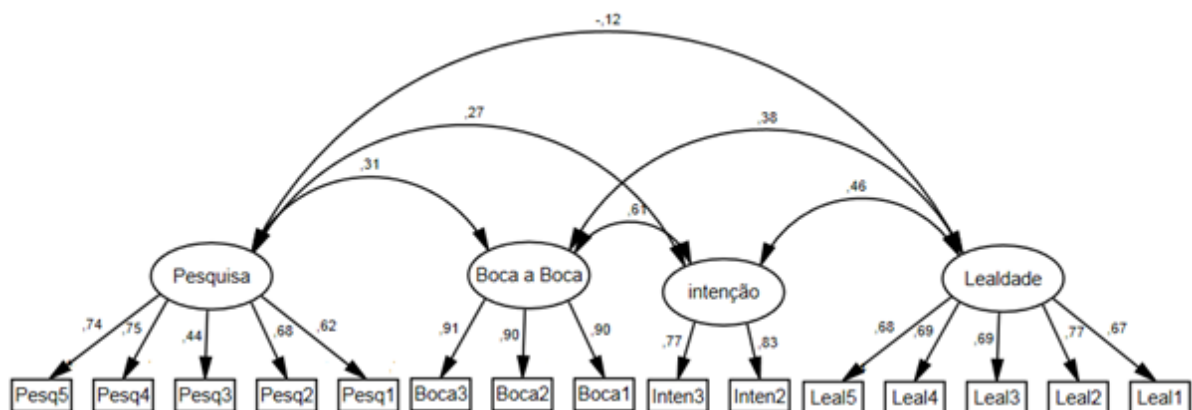 -,12
,27
,38
,31
,61
,46
Pesquisa
Boca a Boca
intenção
Lealdade
,74
,75
,44
,68
,62
,91
,90
,90
,77
,83
,68
,69
,69
,77
,67
Pesq5
Pesq4
Pesq3
Pesq2
Pesq1
Boca3
Boca2
Boca1
Inten3
Inten2
Leal5
Leal4
Leal3
Leal2
Leal1